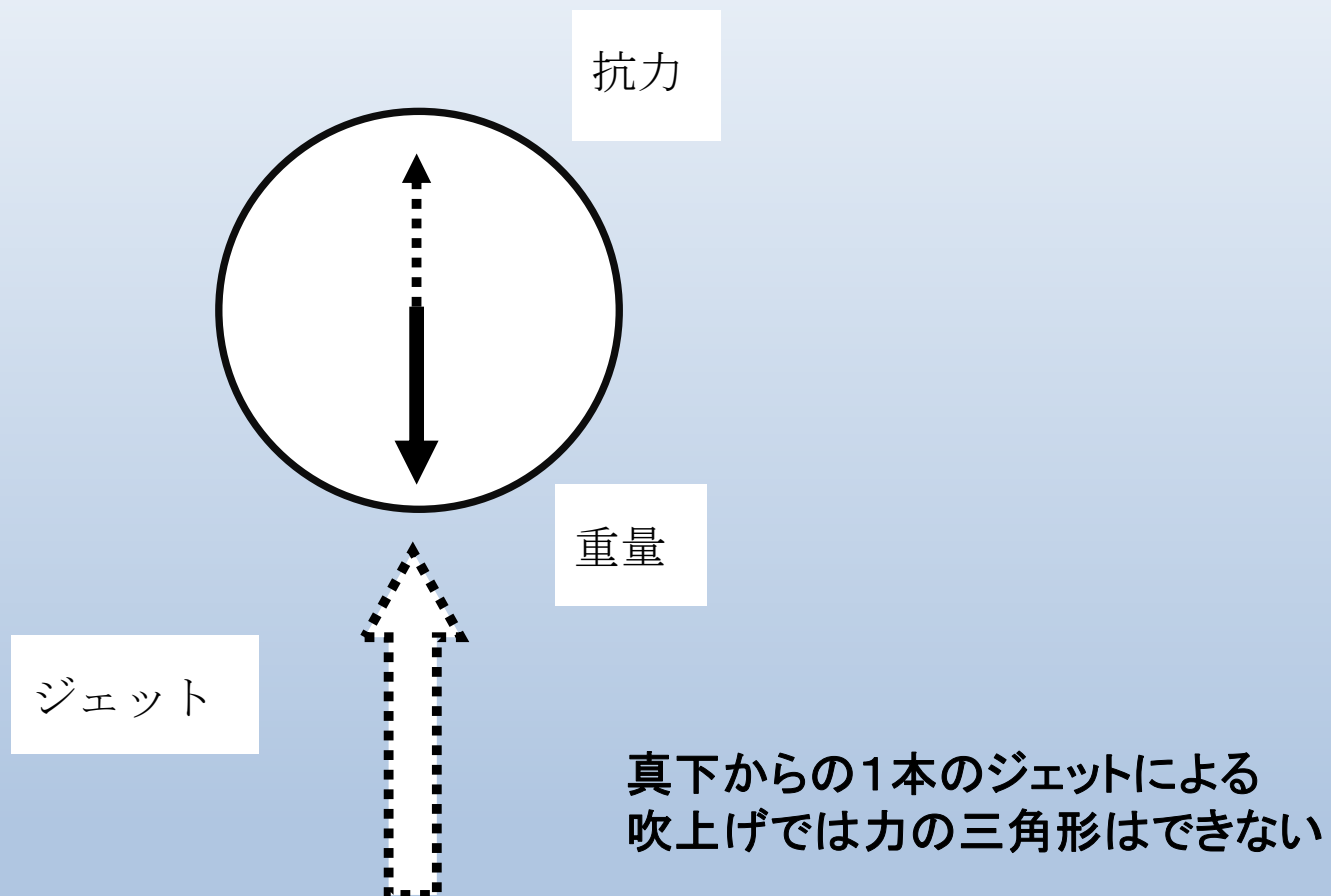 抗力
重量
ジェット
真下からの１本のジェットによる
吹上げでは力の三角形はできない